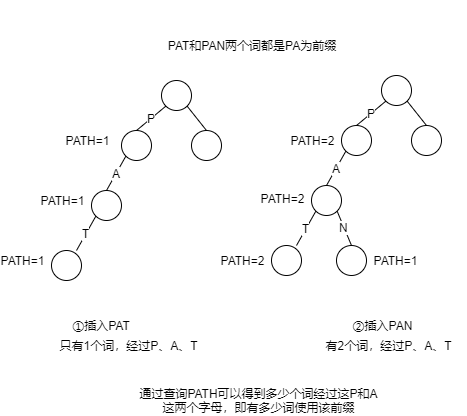 PAT和PAN两个词都是PA为前缀
P
P
PATH=1
PATH=2
A
A
PATH=1
PATH=2
T
T
N
PATH=1
PATH=2
PATH=1
①插入PAT
②插入PAN
只有1个词，经过P、A、T
有2个词，经过P、A、T
通过查询PATH可以得到多少个词经过这P和A
这两个字母，即有多少词使用该前缀